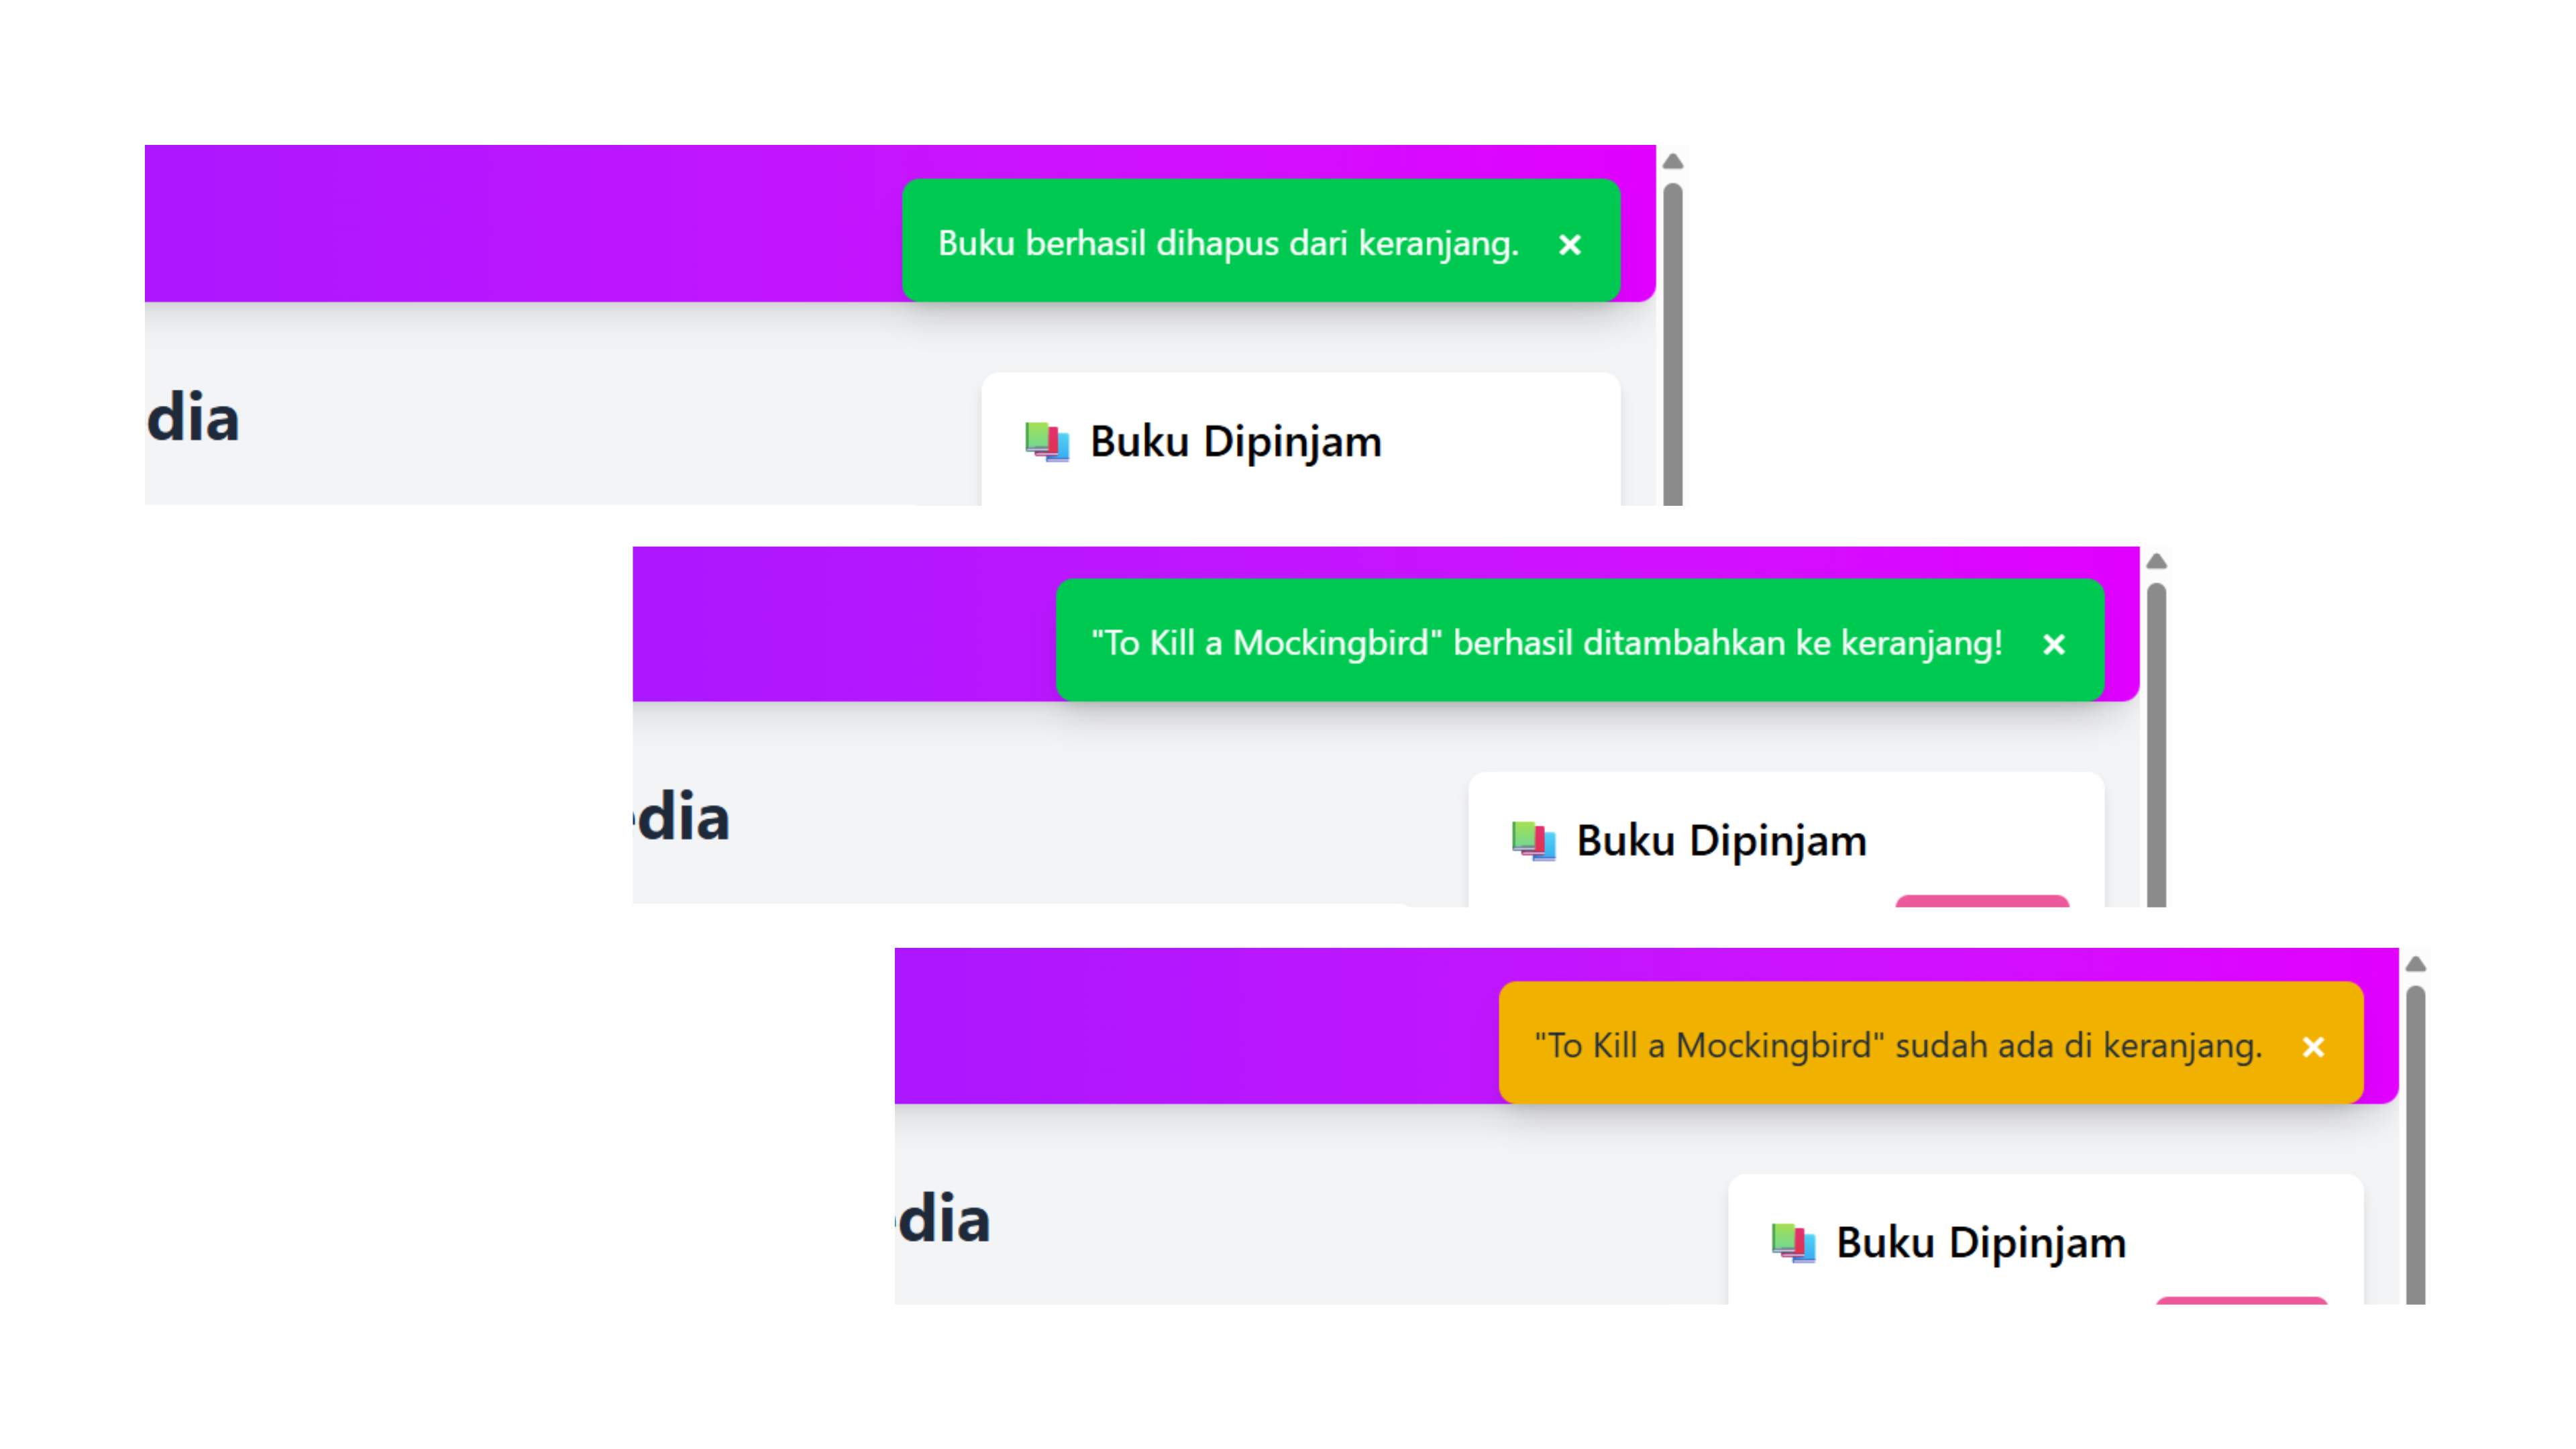 Buku berhasil dihapus dari keranjang. ×
dia
Buku Dipinjam
"To Kill a Mockingbird" berhasil ditambahkan ke keranjang! ×
dia
Buku Dipinjam
"To Kill a Mockingbird" sudah ada di keranjang. ×
dia
Buku Dipinjam